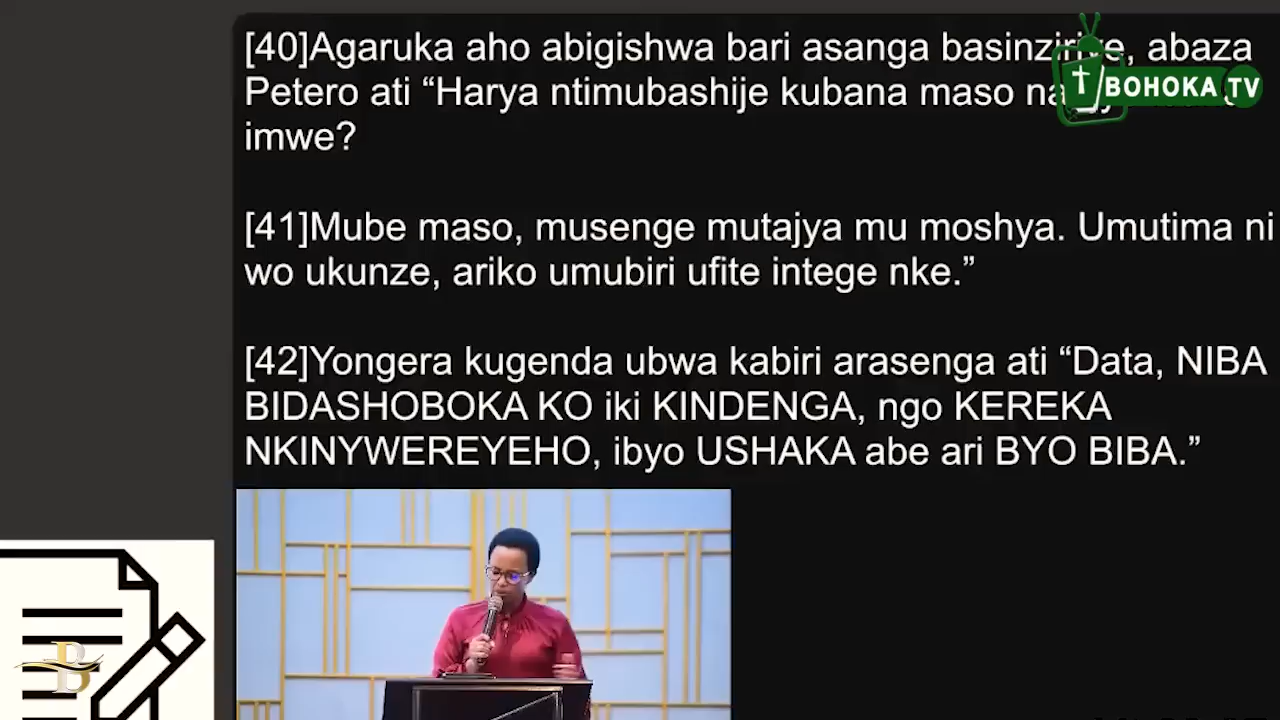 [40]Agaruka aho abigishwa bari asanga basinziriye, abaza
Petero ati “Harya ntimubashije kubana maso
imwe?
[41]Mube maso, musenge mutajya mu moshya. Umutima ni
wo ukunze, ariko umubiri ufite intege nke.”
[42]Yongera kugenda ubwa kabiri arasenga ati “Data, NIBA
BIDASHOBOKA KO iki KINDENGA, ngo KEREKA
NKINYWEREYEHO, ibyo USHAKA abe ari BYO BIBA.”
BOHOKA TV
B